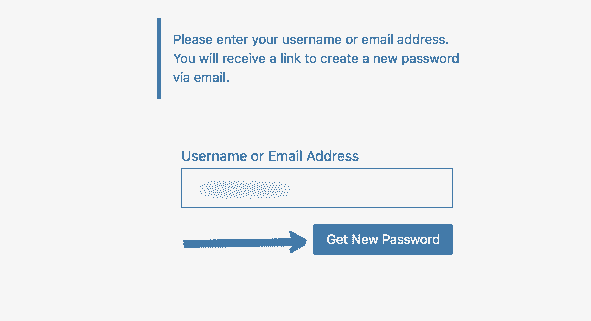 Please enter your username or email address.
You will receive a link to create a new password
via email.
Username or Email Address
Get New Password